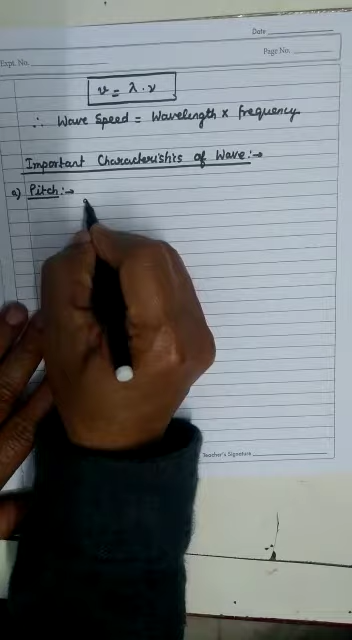 Date
Expt. No.
Page No.
v = λ . ν
∴ Wave Speed = Wavelength x frequency
Important Characteristics of Wave:→
a) Pitch:→
Teacher's Signature